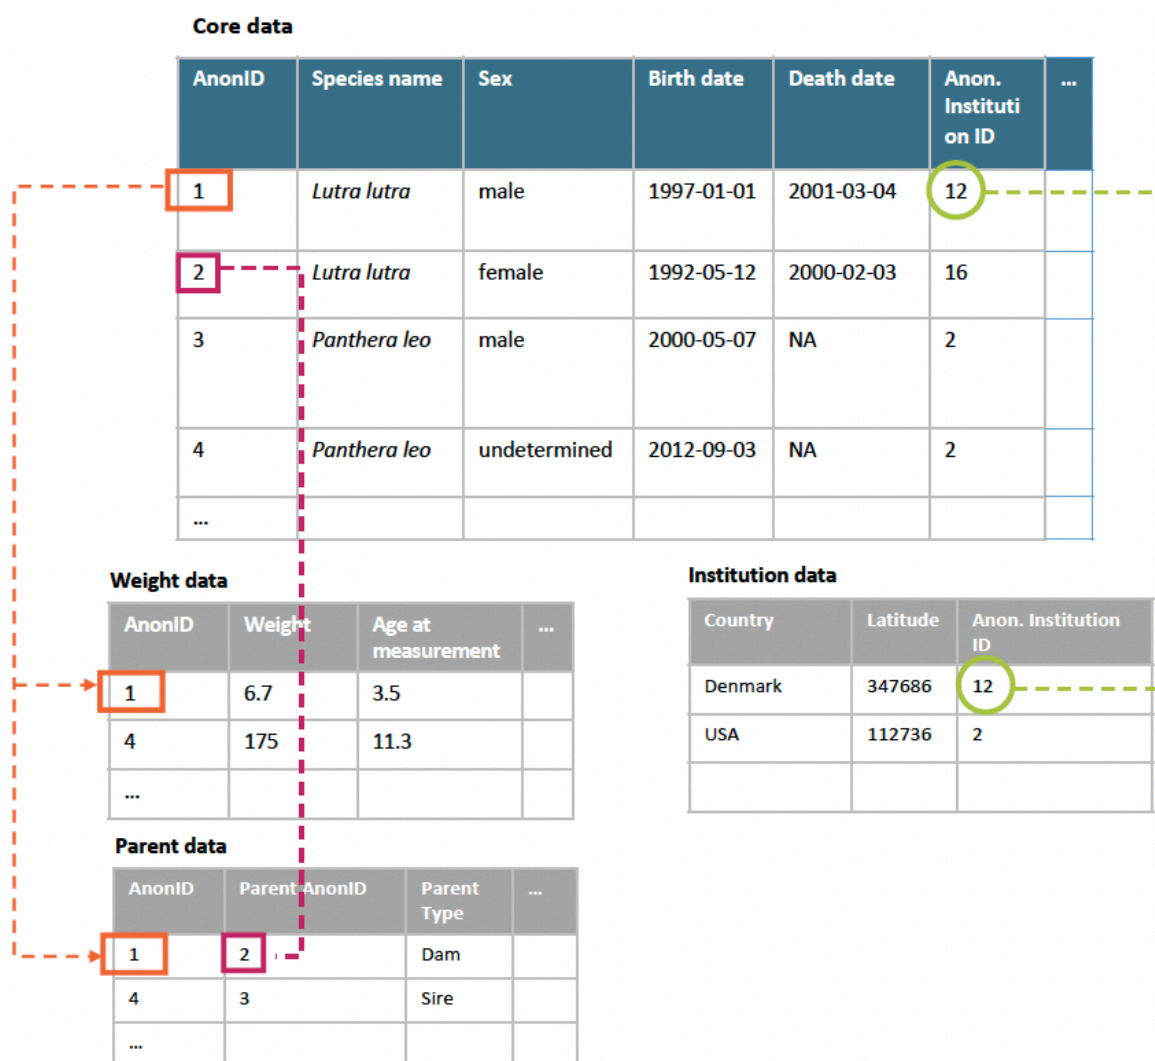 Core data
AnonID Species name Sex Birth date Death date Anon.
Instituti
on ID ...
1 Lutra lutra male 1997-01-01 2001-03-04 12
2 Lutra lutra female 1992-05-12 2000-02-03 16
3 Panthera leo male 2000-05-07 NA 2
4 Panthera leo undetermined 2012-09-03 NA 2
...
Weight data
AnonID Weight Age at
measurement ...
1 6.7 3.5
4 175 11.3
...
Institution data
Country Latitude Anon. Institution
ID
Denmark 347686 12
USA 112736 2
Parent data
AnonID Parent AnonID Parent
Type ...
1 2 Dam
4 3 Sire
...